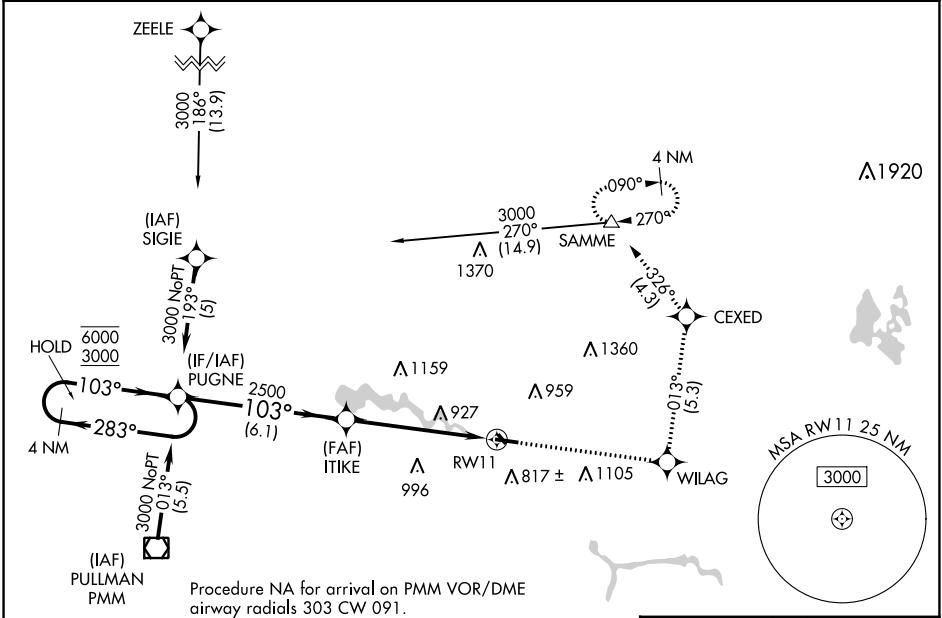 ZEELE
3000
186°
(13.9)
4 NM
090°
270°
1920
3000
270°
(14.9)
SAMME
1370
(IAF)
SIGIE
3000 NoPT
193°
(5)
326°
(4.3)
CEXED
HOLD
6000
3000
103°
283°
4 NM
(IF/IAF)
PUGNE
2500
103°
(6.1)
1159
1360
959
927
013°
(5.3)
(FAF)
ITIKE
RW11
996
817 ±
1105
WILAG
MSA RW11 25 NM
3000
3000 NoPT
013°
(5.5)
(IAF)
PULLMAN
PMM
Procedure NA for arrival on PMM VOR/DME
airway radials 303 CW 091.